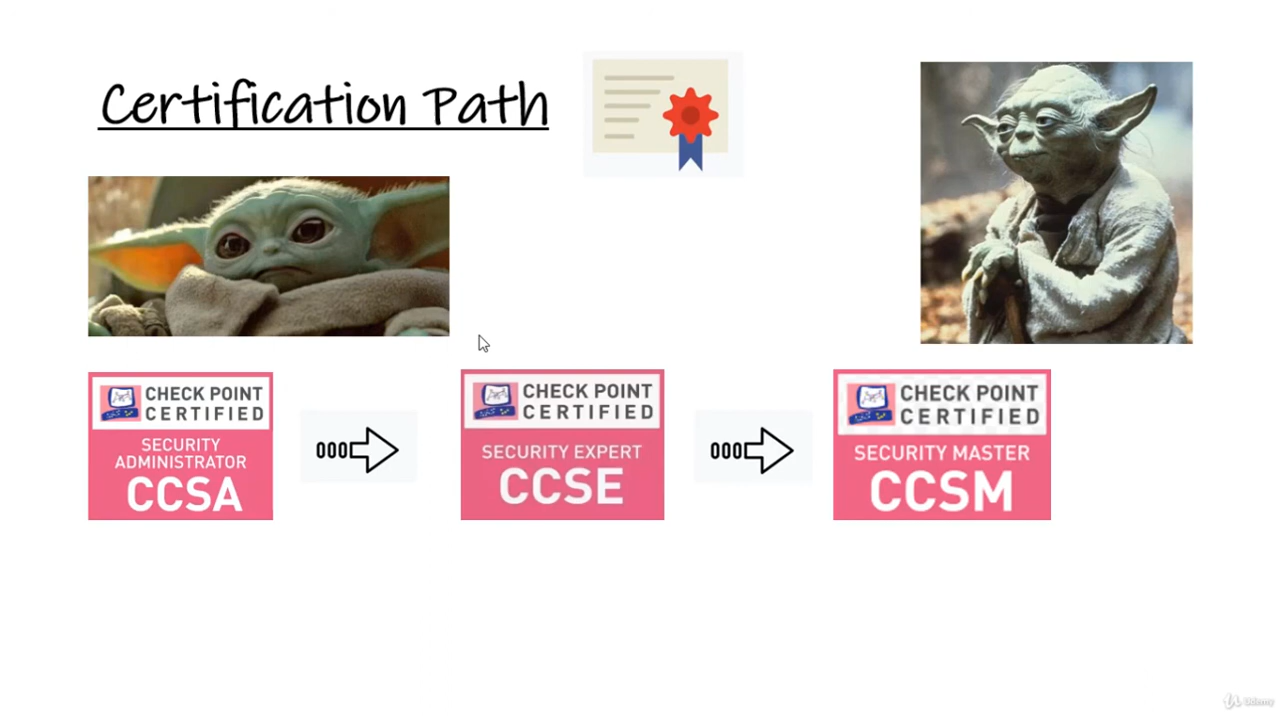 Certification Path
CHECK POINT
CERTIFIED
SECURITY
ADMINISTRATOR
CCSA
CHECK POINT
CERTIFIED
SECURITY EXPERT
CCSE
CHECK POINT
CERTIFIED
SECURITY MASTER
CCSM
Udemy